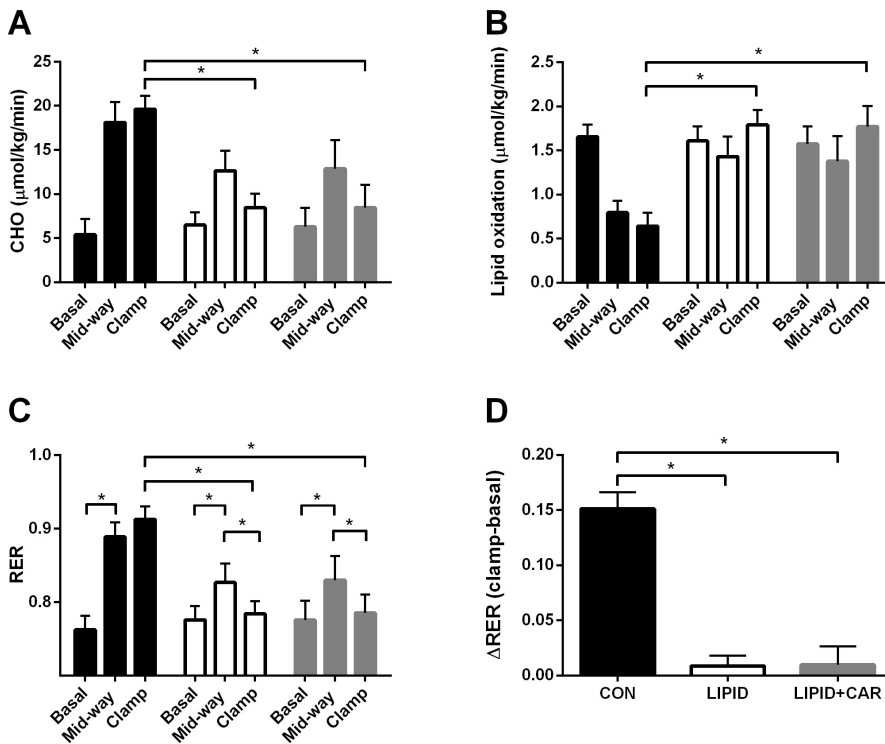 A
CHO (μmol/kg/min)
25
20
15
10
5
0
*
*
Basal
Mid-way
Clamp
Basal
Mid-way
Clamp
Basal
Mid-way
Clamp
B
Lipid oxidation (μmol/kg/min)
2.5
2.0
1.5
1.0
0.5
0.0
*
*
Basal
Mid-way
Clamp
Basal
Mid-way
Clamp
Basal
Mid-way
Clamp
C
RER
1.0
0.9
0.8
*
*
*
*
*
*
*
Basal
Mid-way
Clamp
Basal
Mid-way
Clamp
Basal
Mid-way
Clamp
D
ΔRER (clamp-basal)
0.20
0.15
0.10
0.05
0.00
*
*
CON
LIPID
LIPID+CAR